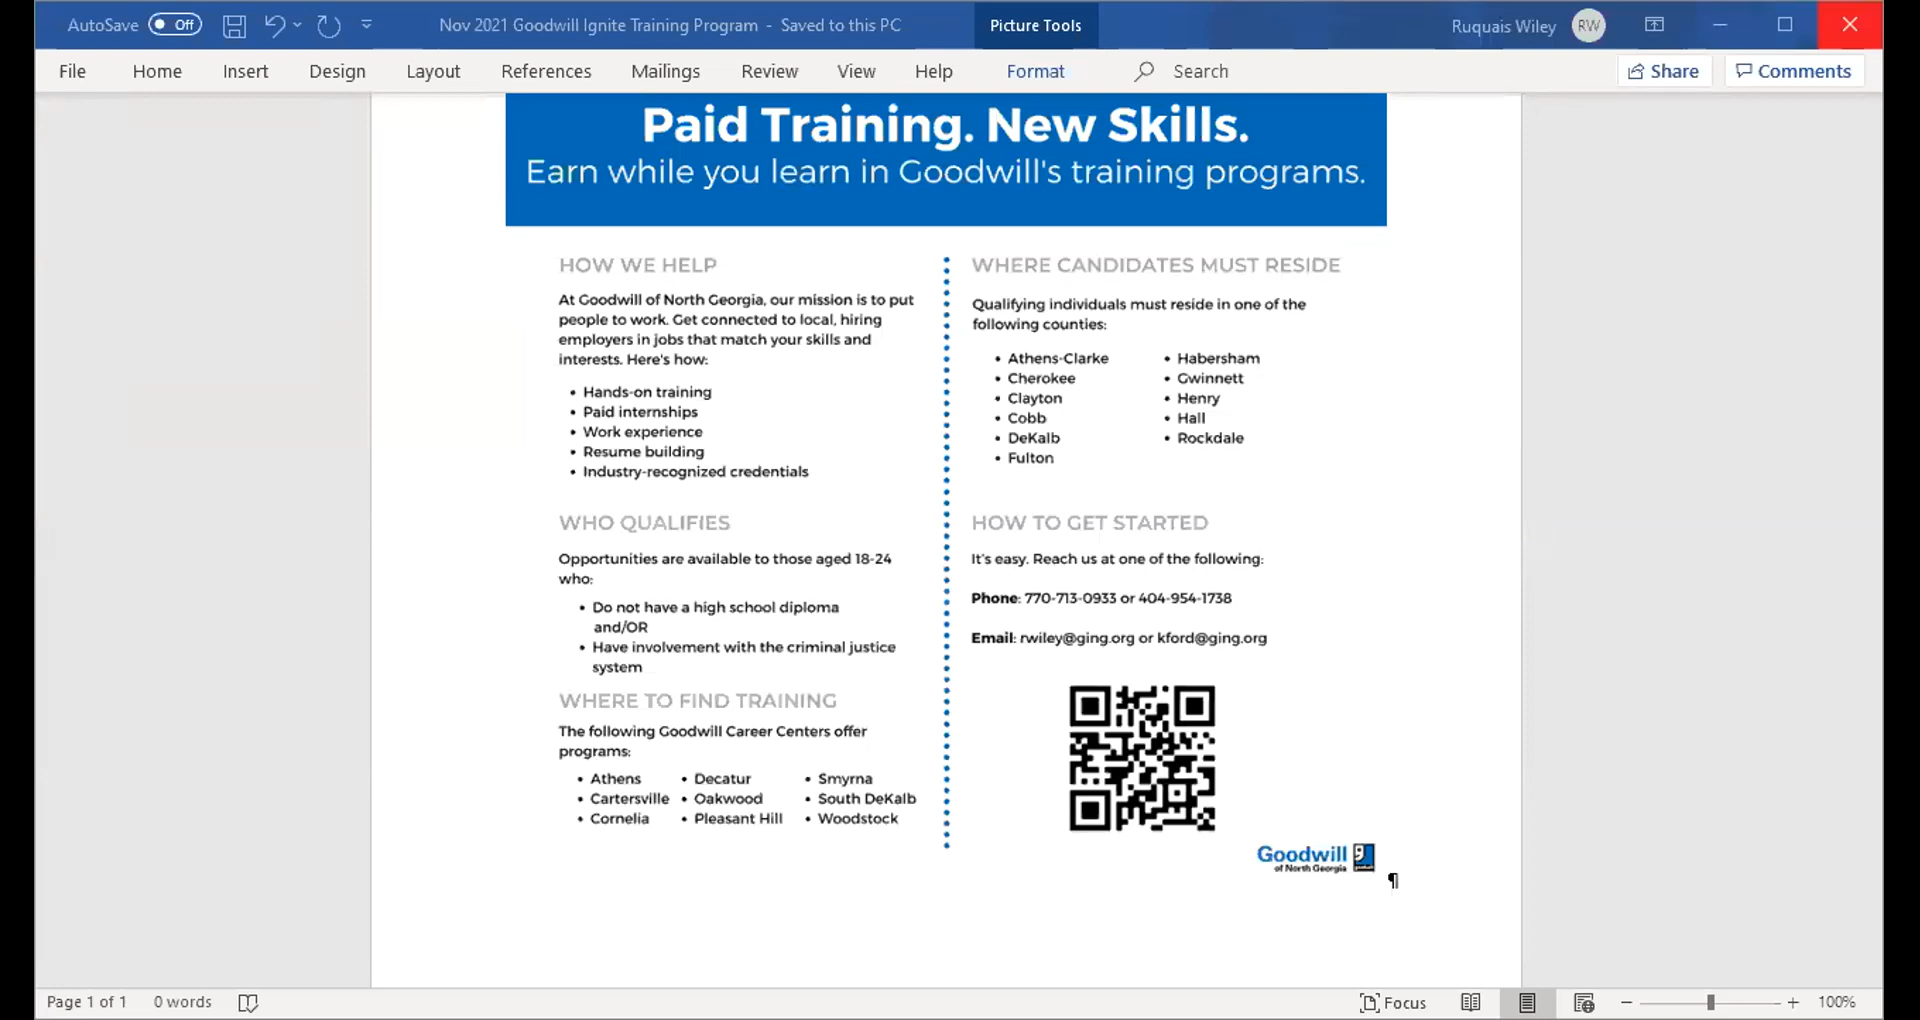 AutoSave Off Nov 2021 Goodwill Ignite Training Program - Saved to this PC Picture Tools Ruquais Wiley RW
File Home Insert Design Layout References Mailings Review View Help Format Search Share Comments
Paid Training. New Skills.
Earn while you learn in Goodwill's training programs.
HOW WE HELP
At Goodwill of North Georgia, our mission is to put
people to work. Get connected to local, hiring
employers in jobs that match your skills and
interests. Here's how:
• Hands-on training
• Paid internships
• Work experience
• Resume building
• Industry-recognized credentials
WHO QUALIFIES
Opportunities are available to those aged 18-24
who:
• Do not have a high school diploma
and/OR
• Have involvement with the criminal justice
system
WHERE TO FIND TRAINING
The following Goodwill Career Centers offer
programs:
• Athens • Decatur • Smyrna
• Cartersville • Oakwood • South DeKalb
• Cornelia • Pleasant Hill • Woodstock
WHERE CANDIDATES MUST RESIDE
Qualifying individuals must reside in one of the
following counties:
• Athens-Clarke • Habersham
• Cherokee • Gwinnett
• Clayton • Henry
• Cobb • Hall
• DeKalb • Rockdale
• Fulton
HOW TO GET STARTED
It's easy. Reach us at one of the following:
Phone: 770-713-0933 or 404-954-1738
Email: rwiley@ging.org or kford@ging.org
Goodwill
of North Georgia
¶
Page 1 of 1 0 words Focus 100%